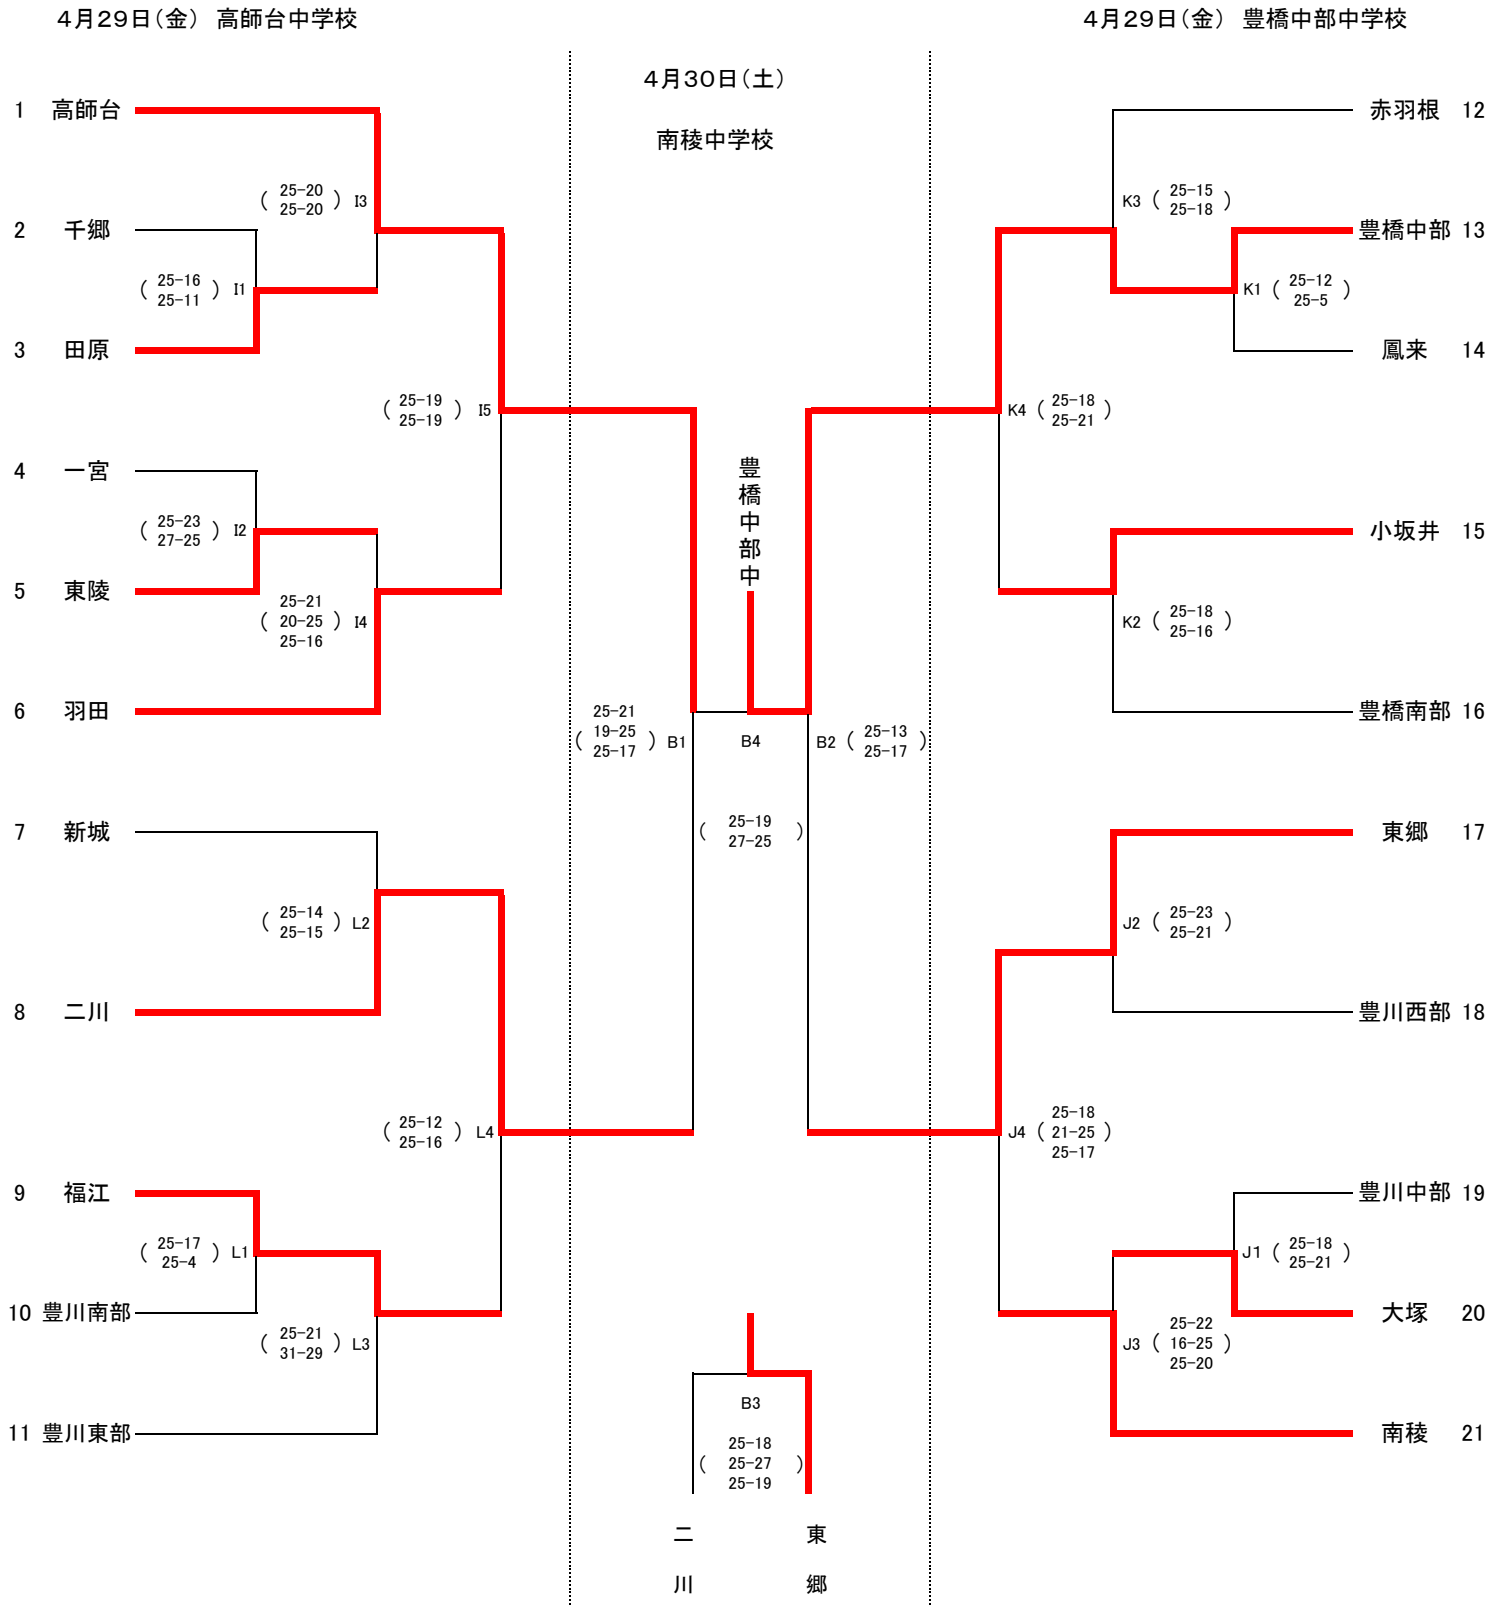 4月29日(金) 高師台中学校
4月29日(金) 豊橋中部中学校
4月30日(土)
南稜中学校
1 高師台
2 千郷
3 田原
4 一宮
5 東陵
6 羽田
7 新城
8 二川
9 福江
10 豊川南部
11 豊川東部
( 25-20 25-20 ) I3
( 25-16 25-11 ) I1
( 25-19 25-19 ) I5
( 25-23 27-25 ) I2
( 25-21 20-25 25-16 ) I4
( 25-14 25-15 ) L2
( 25-12 25-16 ) L4
( 25-17 25-4 ) L1
( 25-21 31-29 ) L3
豊橋中部中
( 25-21 19-25 25-17 ) B1
B4
( 25-19 27-25 )
B2 ( 25-13 25-17 )
B3
( 25-18 25-27 25-19 )
二川
東郷
赤羽根 12
豊橋中部 13
鳳来 14
小坂井 15
豊橋南部 16
東郷 17
豊川西部 18
豊川中部 19
大塚 20
南稜 21
K3 ( 25-15 25-18 )
K1 ( 25-12 25-5 )
K4 ( 25-18 25-21 )
K2 ( 25-18 25-16 )
J2 ( 25-23 25-21 )
J4 ( 25-18 21-25 25-17 )
J1 ( 25-18 25-21 )
J3 ( 25-22 16-25 25-20 )